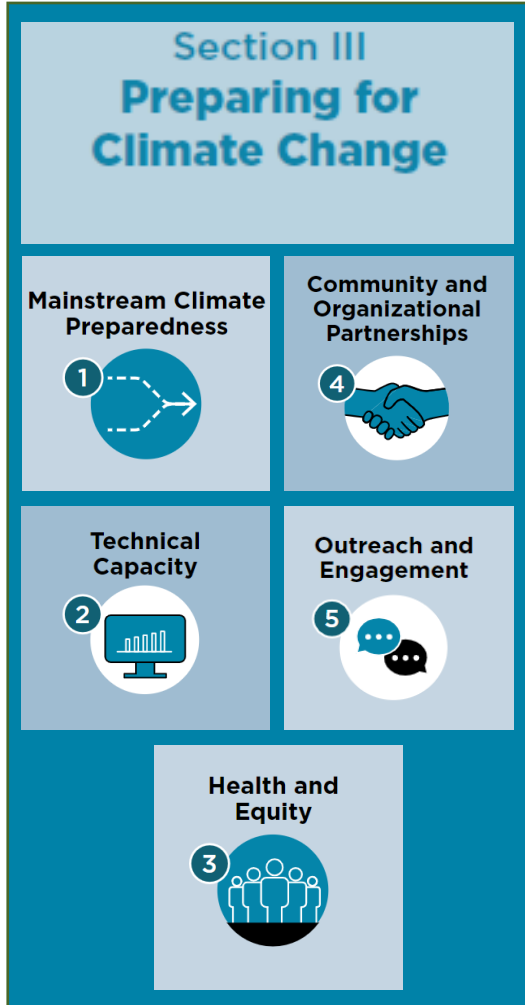 Section III
Preparing for
Climate Change
Mainstream Climate
Preparedness
1
Community and
Organizational
Partnerships
4
Technical
Capacity
2
Outreach and
Engagement
5
Health and
Equity
3